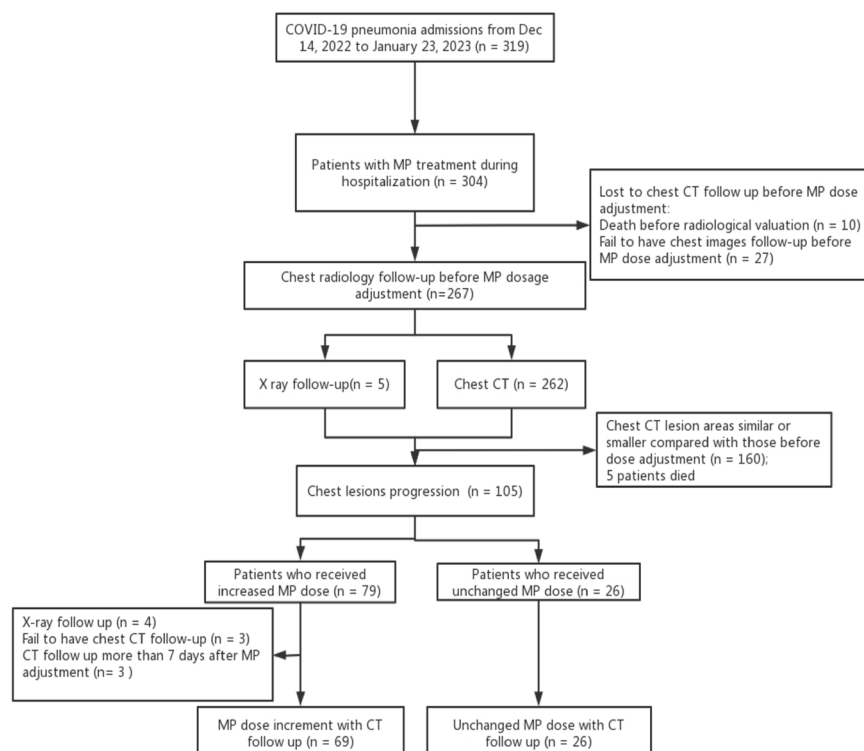 COVID-19 pneumonia admissions from Dec
14, 2022 to January 23, 2023 (n = 319)
Patients with MP treatment during
hospitalization (n = 304)
Lost to chest CT follow up before MP dose
adjustment:
Death before radiological valuation (n = 10)
Fail to have chest images follow-up before
MP dose adjustment (n = 27)
Chest radiology follow-up before MP dosage
adjustment (n=267)
X ray follow-up(n = 5)
Chest CT (n = 262)
Chest CT lesion areas similar or
smaller compared with those before
dose adjustment (n = 160);
5 patients died
Chest lesions progression (n = 105)
Patients who received
increased MP dose (n = 79)
Patients who received
unchanged MP dose (n = 26)
X-ray follow up (n = 4)
Fail to have chest CT follow-up (n = 3)
CT follow up more than 7 days after MP
adjustment (n= 3 )
MP dose increment with CT
follow up (n = 69)
Unchanged MP dose with CT
follow up (n = 26)